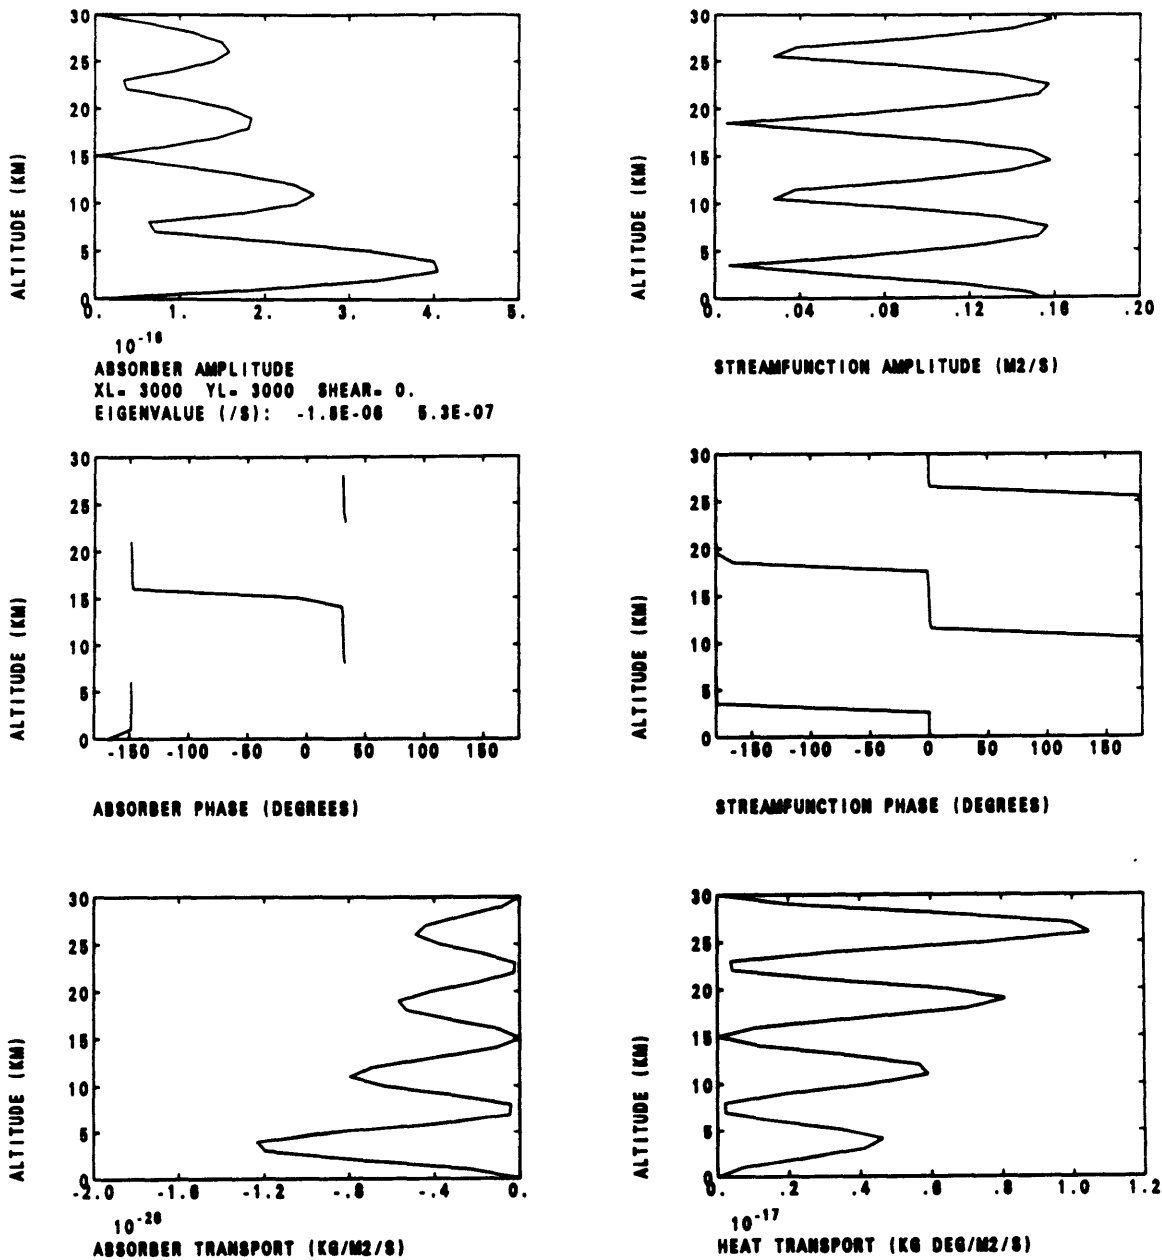 30
25
20
15
10
5
0
ALTITUDE (KM)
0. 1. 2. 3. 4. 5.
10-16
ABSORBER AMPLITUDE
XL= 3000 YL= 3000 SHEAR= 0.
EIGENVALUE (/S): -1.8E-06 5.3E-07
30
25
20
15
10
5
0
ALTITUDE (KM)
0. .04 .08 .12 .16 .20
STREAMFUNCTION AMPLITUDE (M2/S)
30
25
20
15
10
5
0
ALTITUDE (KM)
-150 -100 -50 0 50 100 150
ABSORBER PHASE (DEGREES)
30
25
20
15
10
5
0
ALTITUDE (KM)
-150 -100 -50 0 50 100 150
STREAMFUNCTION PHASE (DEGREES)
30
25
20
15
10
5
0
ALTITUDE (KM)
-2.0 -1.6 -1.2 -.8 -.4 0.
10-26
ABSORBER TRANSPORT (KG/M2/S)
30
25
20
15
10
5
0
ALTITUDE (KM)
0. .2 .4 .6 .8 1.0 1.2
10-17
HEAT TRANSPORT (KG DEG/M2/S)